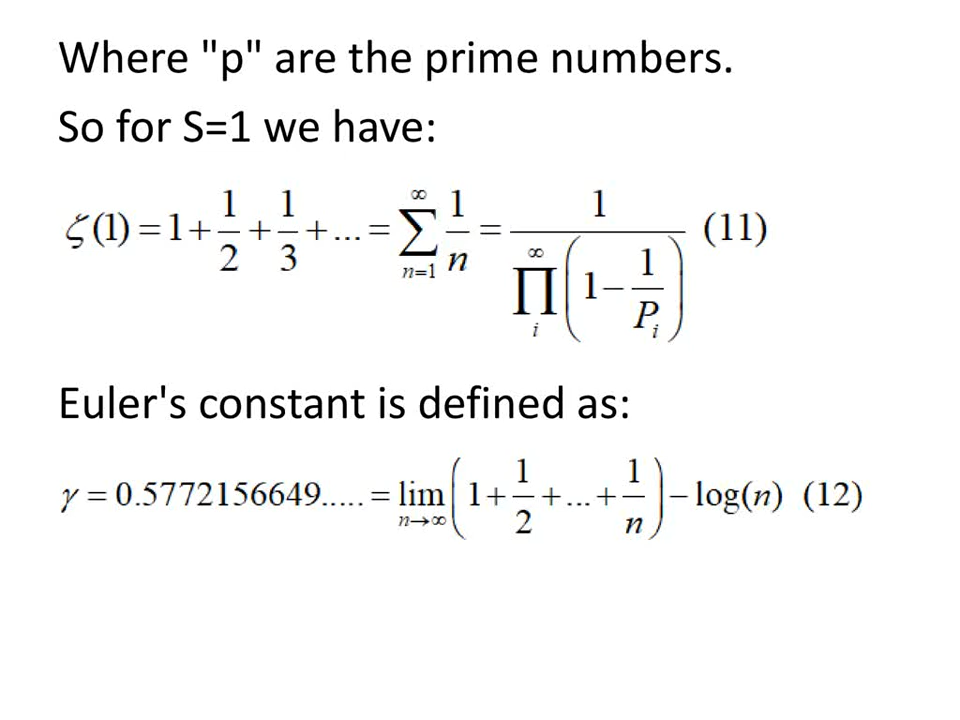 Where "p" are the prime numbers.
So for S=1 we have:
ζ(1) = 1 + 1/2 + 1/3 + ... = ∑_{n=1}^{∞} 1/n = 1 / ∏_{i}^{∞} (1 − 1/P_i) (11)
Euler's constant is defined as:
γ = 0.5772156649..... = lim_{n→∞} (1 + 1/2 + ... + 1/n) − log(n) (12)